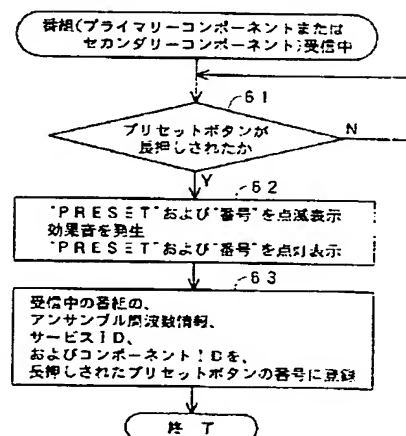 番組(プライマリーコンポーネントまたは
セカンダリーコンポーネント)受信中
61
プリセットボタンが
長押しされたか
N
Y
62
"PRESET"および"番号"を点滅表示
効果音を発生
"PRESET"および"番号"を点灯表示
63
受信中の番組の、
アンサンブル周波数情報、
サービスID、
およびコンポーネントIDを、
長押しされたプリセットボタンの番号に登録
終了